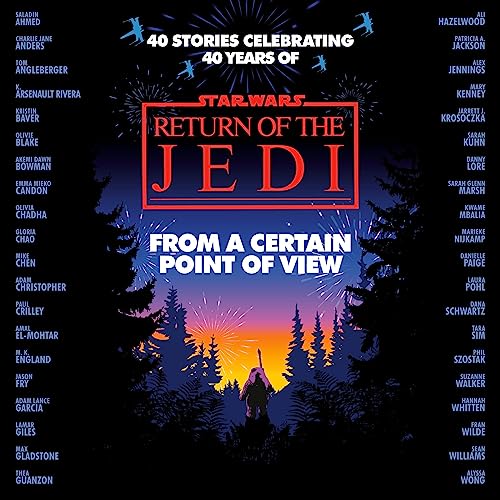 SALADIN
AHMED
CHARLIE JANE
ANDERS
TOM
ANGLEBERGER
K.
ARSENAULT RIVERA
KRISTIN
BAVER
OLIVIE
BLAKE
AKEMI DAWN
BOWMAN
EMMA MIEKO
CANDON
OLIVIA
CHADHA
GLORIA
CHAO
MIKE
CHEN
ADAM
CHRISTOPHER
PAUL
CRILLEY
AMAL
EL-MOHTAR
M. K.
ENGLAND
JASON
FRY
ADAM LANCE
GARCIA
LAMAR
GILES
MAX
GLADSTONE
THEA
GUANZON
40 STORIES CELEBRATING
40 YEARS OF
STAR WARS
RETURN OF THE
JEDI
FROM A CERTAIN
POINT OF VIEW
ALI
HAZELWOOD
PATRICIA A.
JACKSON
ALEX
JENNINGS
MARY
KENNEY
JARRETT J.
KROSOCZKA
SARAH
KUHN
DANNY
LORE
SARAH GLENN
MARSH
KWAME
MBALIA
MARIEKE
NIJKAMP
DANIELLE
PAIGE
LAURA
POHL
DANA
SCHWARTZ
TARA
SIM
PHIL
SZOSTAK
SUZANNE
WALKER
HANNAH
WHITTEN
FRAN
WILDE
SEAN
WILLIAMS
ALYSSA
WONG